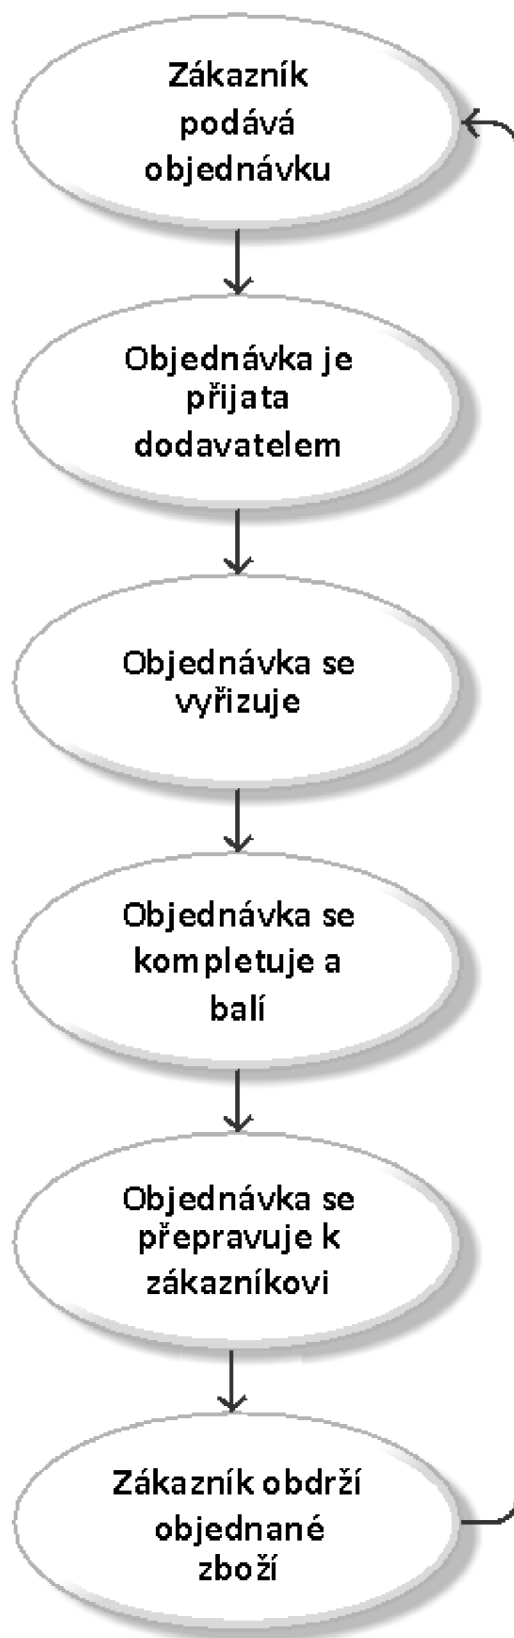 Zákazník
podává
objednávku
Objednávka je
přijata
dodavatelem
Objednávka se
vyřizuje
Objednávka se
kompletuje a
balí
Objednávka se
přepravuje k
zákazníkovi
Zákazník obdrží
objednané
zboží